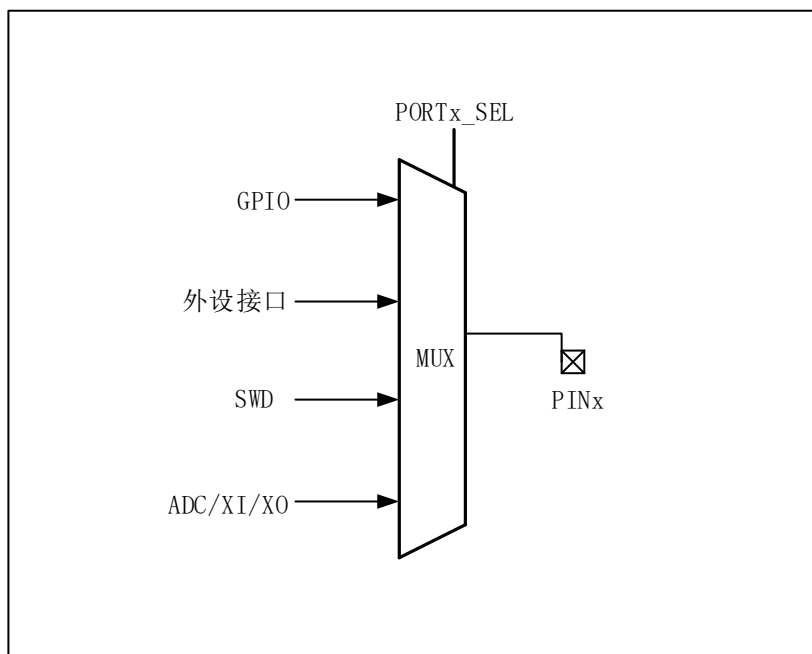 PORTx_SEL
GPIO
外设接口
MUX
SWD
PINx
ADC/XI/XO